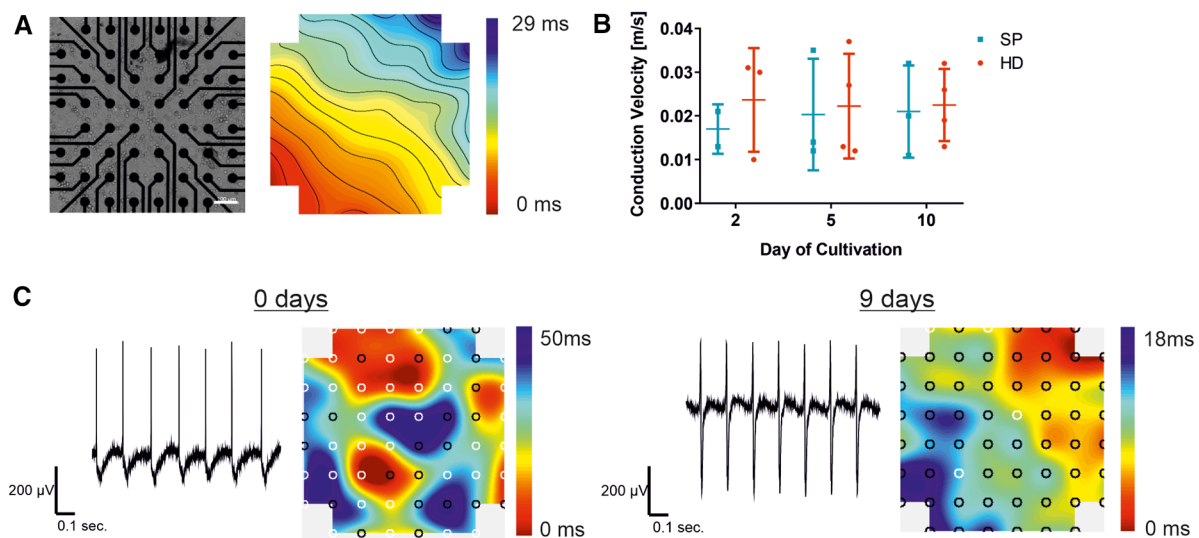 A
29 ms
0 ms
100 µm
B
Conduction Velocity [m/s]
0.04
0.03
0.02
0.01
0.00
2
5
10
Day of Cultivation
SP
HD
C
0 days
200 µV
0.1 sec.
50ms
0 ms
9 days
200 µV
0.1 sec.
18ms
0 ms